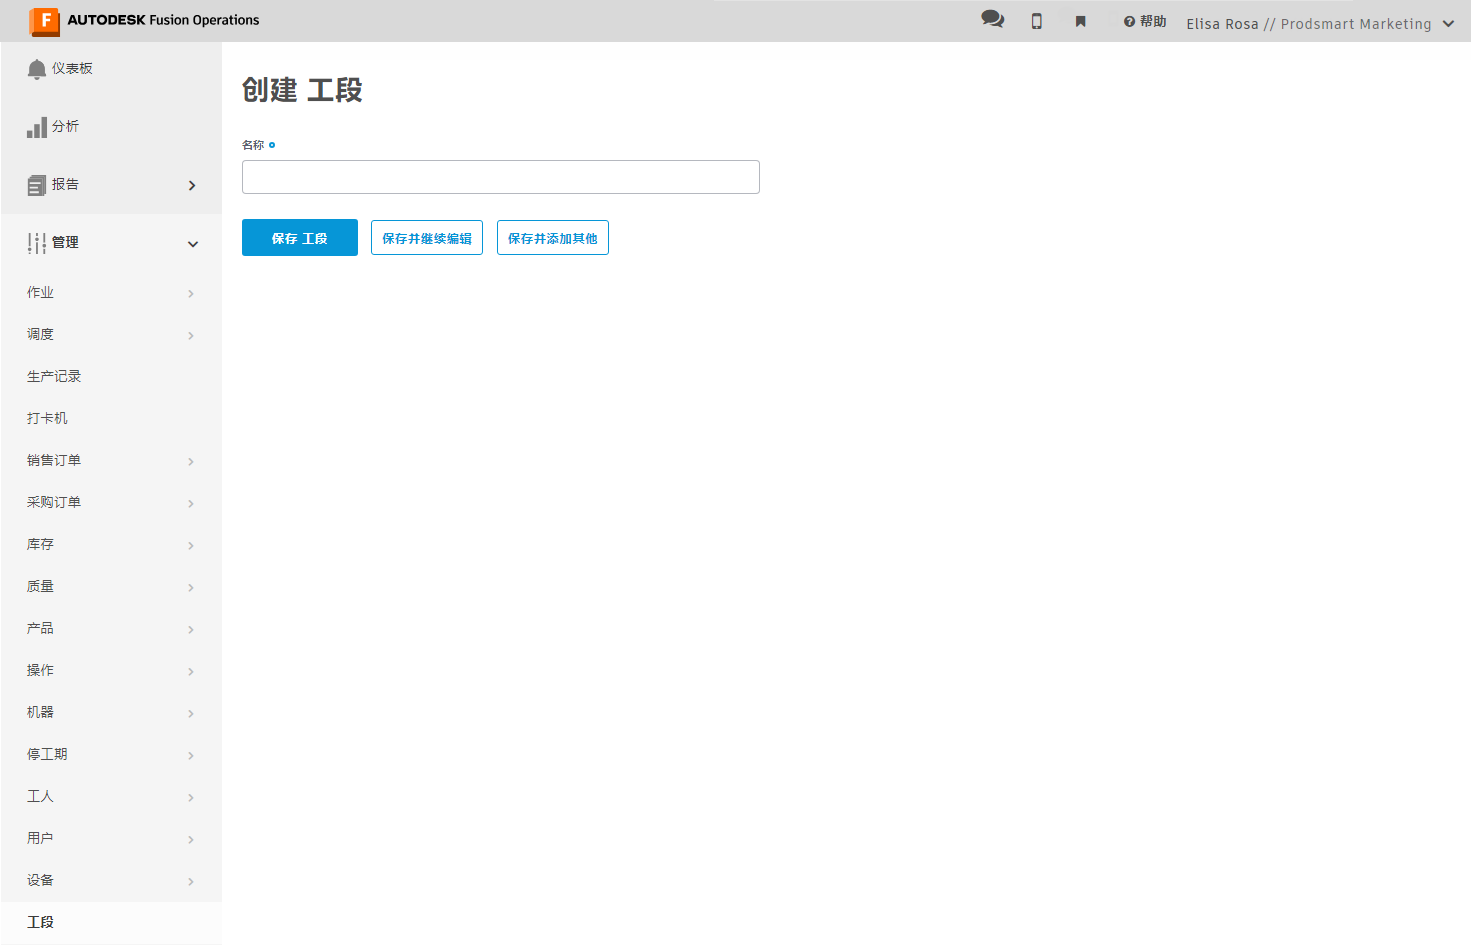 AUTODESK Fusion Operations
帮助
Elisa Rosa // Prodsmart Marketing
仪表板
分析
报告
管理
作业
调度
生产记录
打卡机
销售订单
采购订单
库存
质量
产品
操作
机器
停工期
工人
用户
设备
工段
创建 工段
名称
保存 工段
保存并继续编辑
保存并添加其他